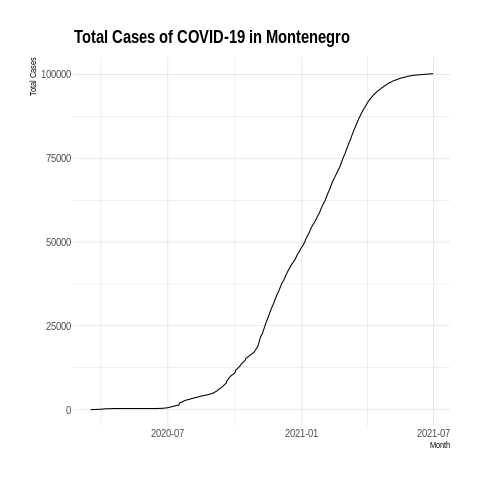 Total Cases of COVID-19 in Montenegro
Total Cases
100000
75000
50000
25000
0
2020-07
2021-01
2021-07
Month